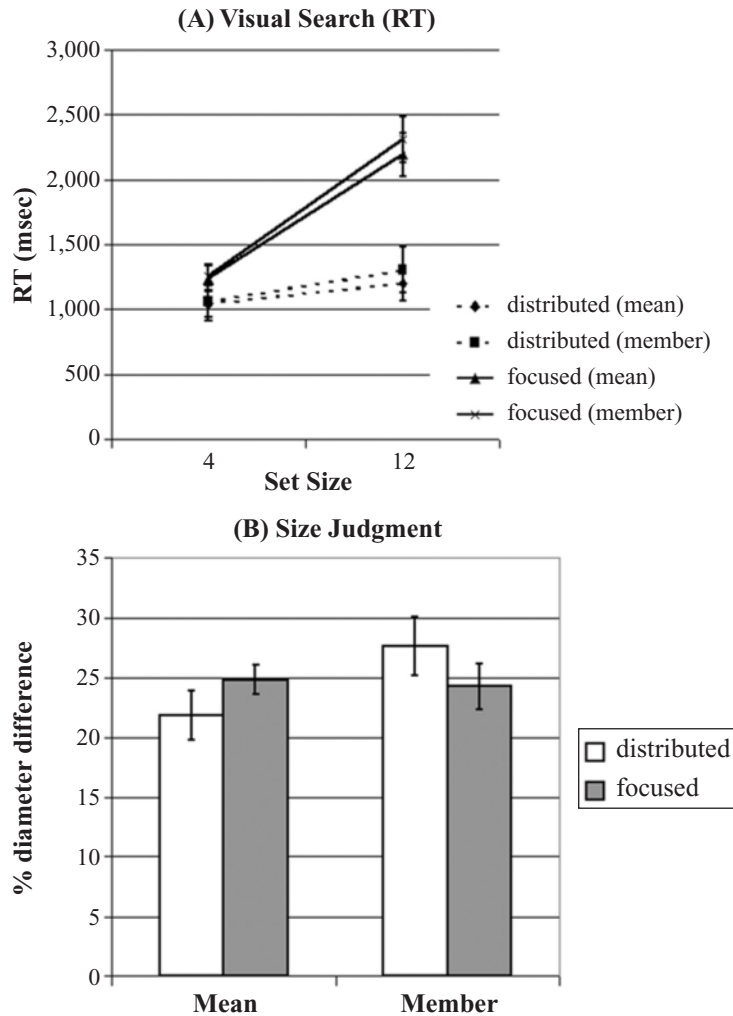 (A) Visual Search (RT)
3,000
2,500
2,000
1,500
1,000
500
0
RT (msec)
4
12
Set Size
distributed (mean)
distributed (member)
focused (mean)
focused (member)
(B) Size Judgment
35
30
25
20
15
10
5
0
% diameter difference
Mean
Member
distributed
focused